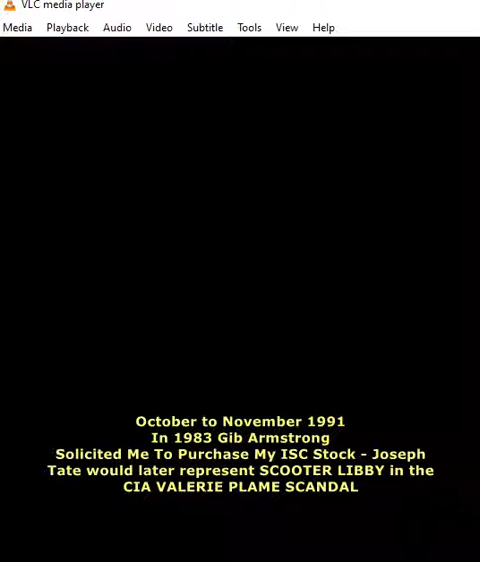 VLC media player
Media Playback Audio Video Subtitle Tools View Help
October to November 1991
In 1983 Gib Armstrong
Solicited Me To Purchase My ISC Stock - Joseph
Tate would later represent SCOOTER LIBBY in the
CIA VALERIE PLAME SCANDAL